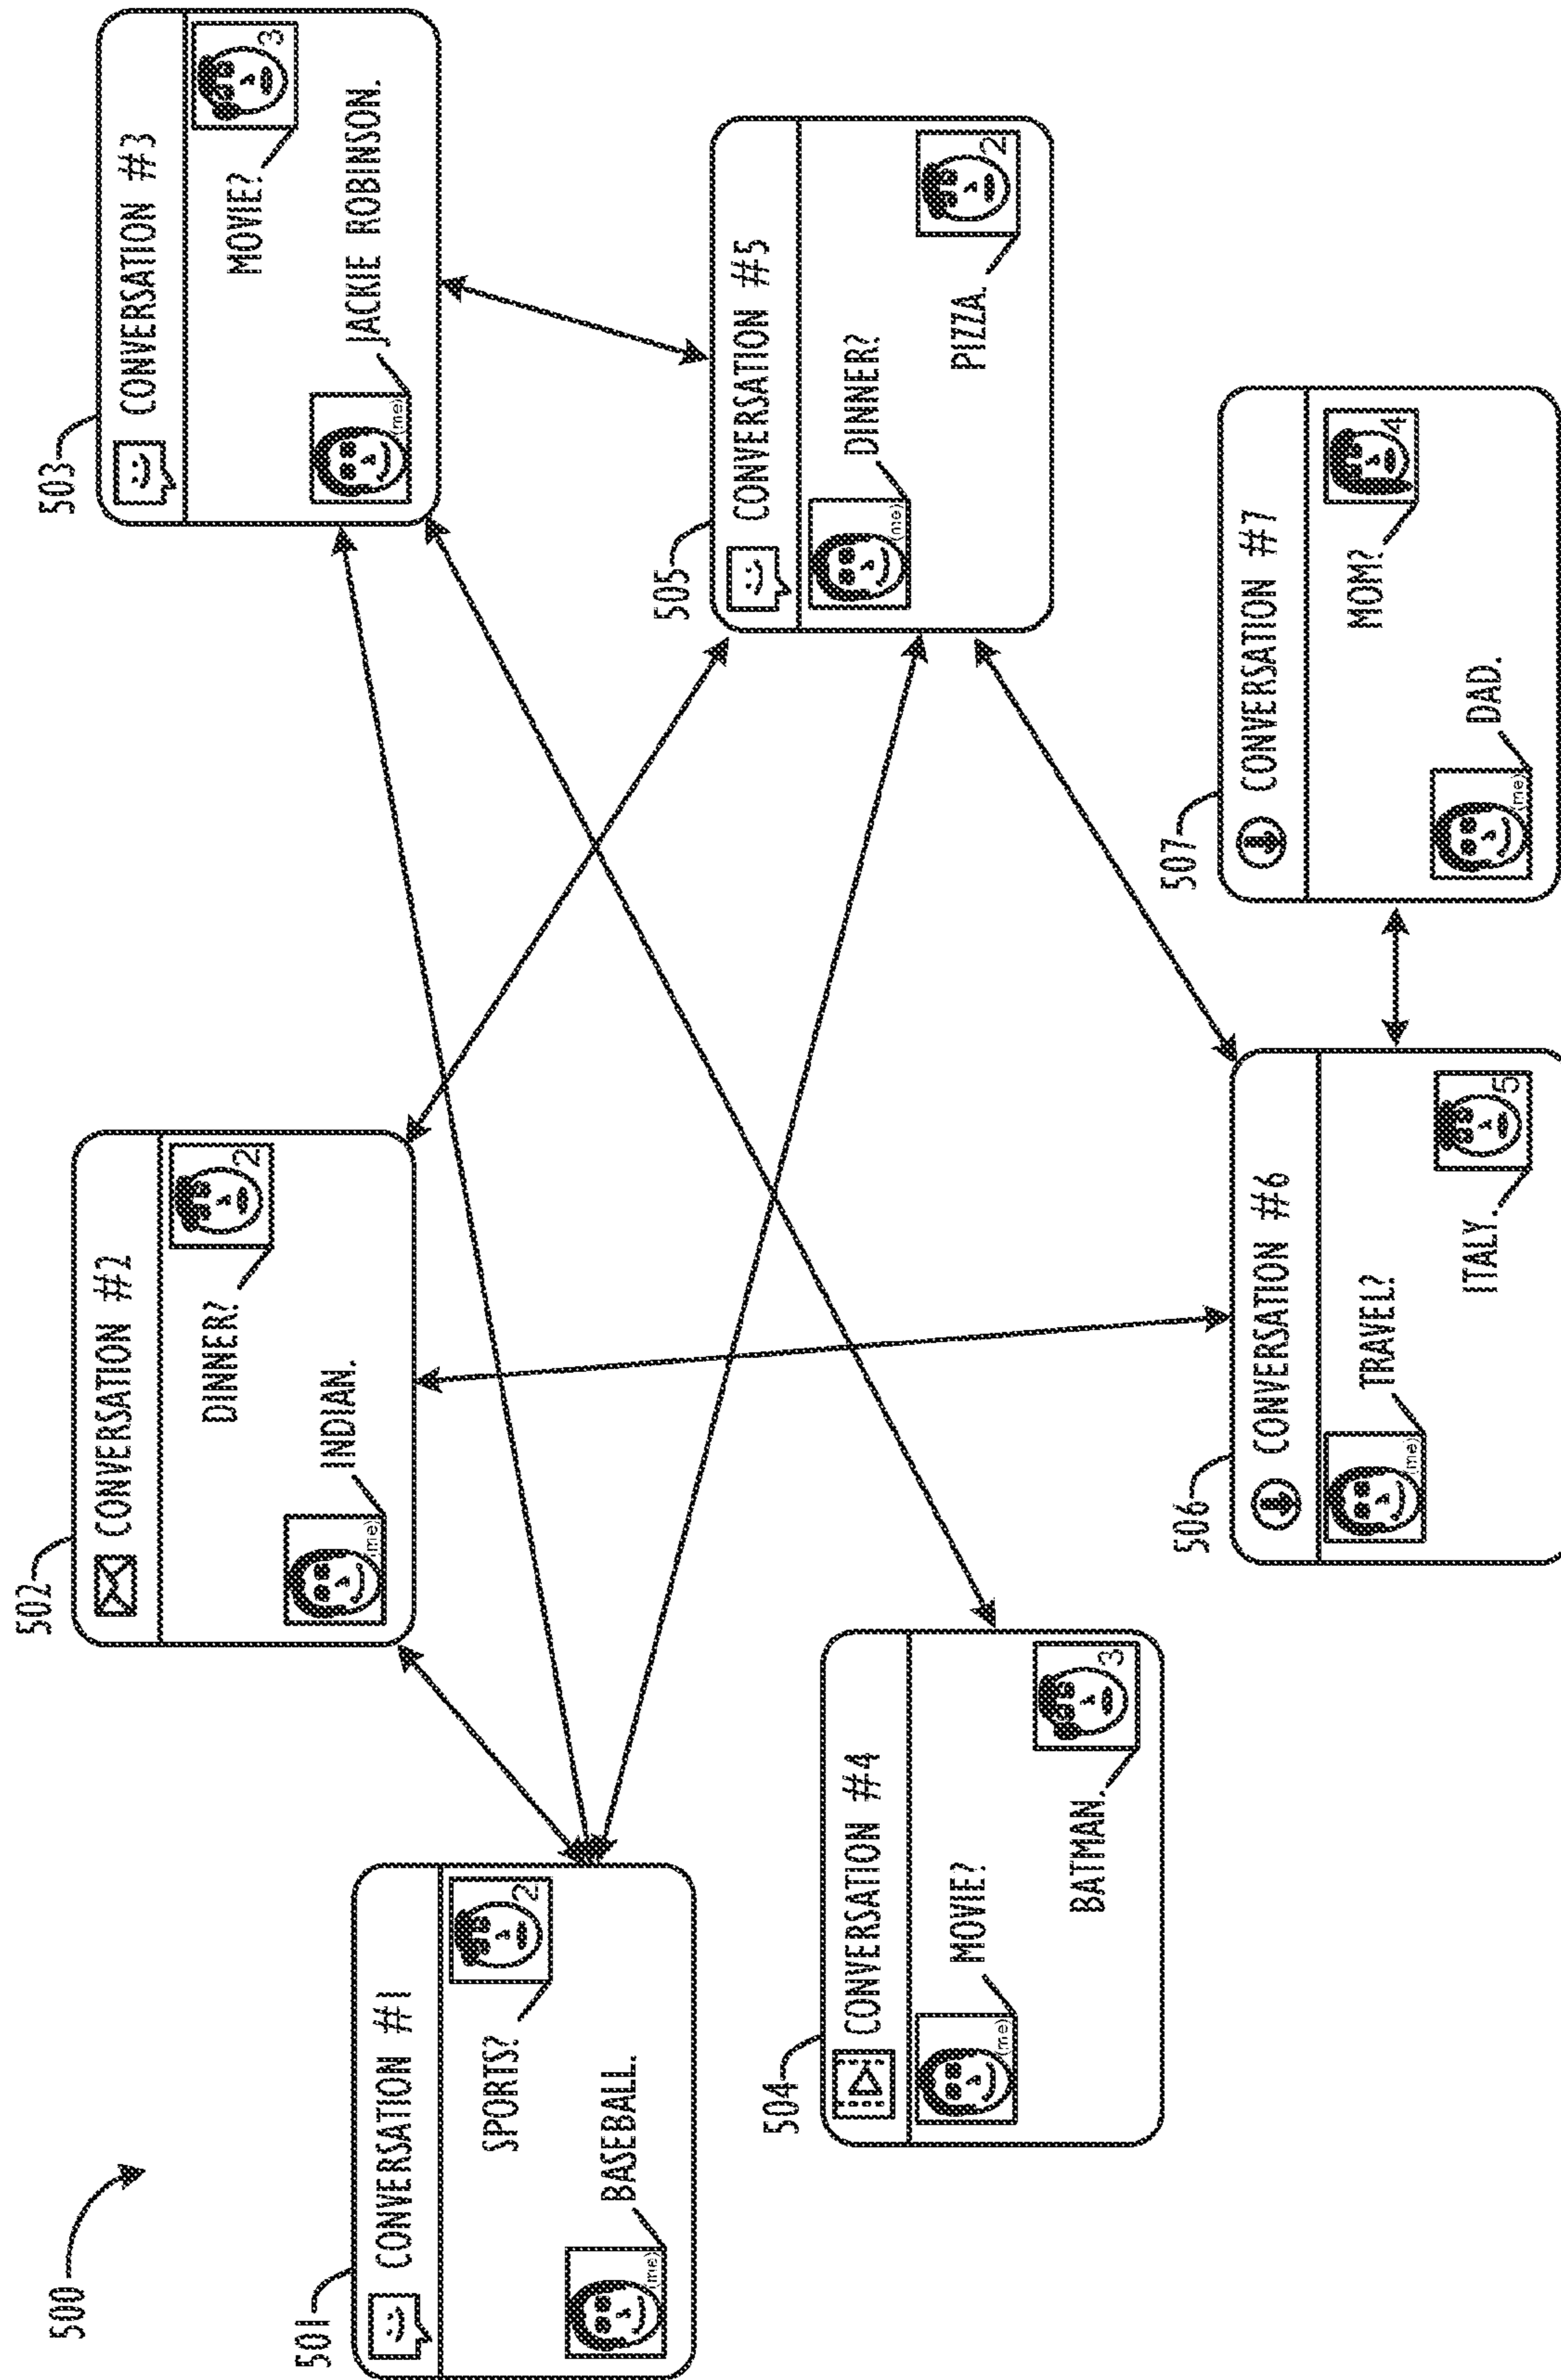 500
501
CONVERSATION #1
SPORTS?
2
BASEBALL.
(me)
502
CONVERSATION #2
DINNER?
2
INDIAN.
(me)
503
CONVERSATION #3
MOVIE?
3
JACKIE ROBINSON.
(me)
504
CONVERSATION #4
MOVIE?
(me)
BATMAN.
3
505
CONVERSATION #5
DINNER?
(me)
PIZZA.
2
506
CONVERSATION #6
TRAVEL?
(me)
ITALY.
5
507
CONVERSATION #7
MOM?
4
DAD.
(me)